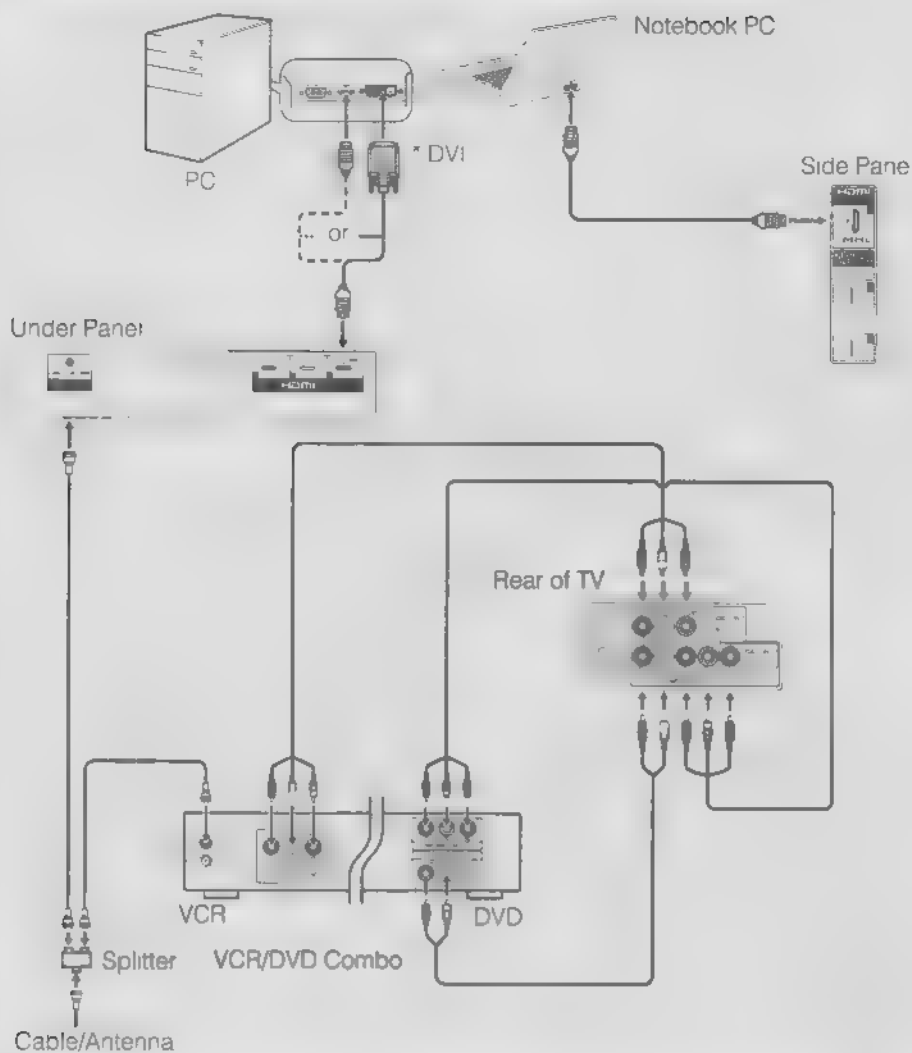 Notebook PC
PC
* DVI
or
Side Pane
HDMI
Under Panel
HDMI
Rear of TV
VCR
DVD
Splitter
VCR/DVD Combo
Cable/Antenna